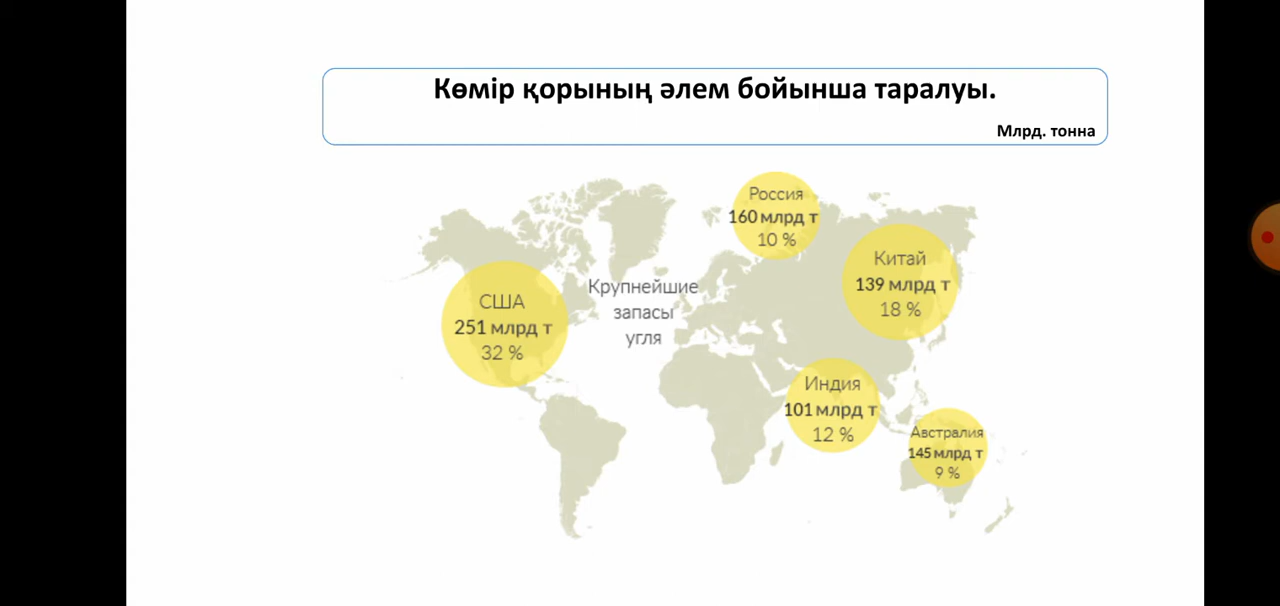 Көмір қорының әлем бойынша таралуы.
Млрд. тонна
Россия
160 млрд т
10 %
Китай
139 млрд т
18 %
США
251 млрд т
32 %
Крупнейшие
запасы
угля
Индия
101 млрд т
12 %
Австралия
145 млрд т
9 %